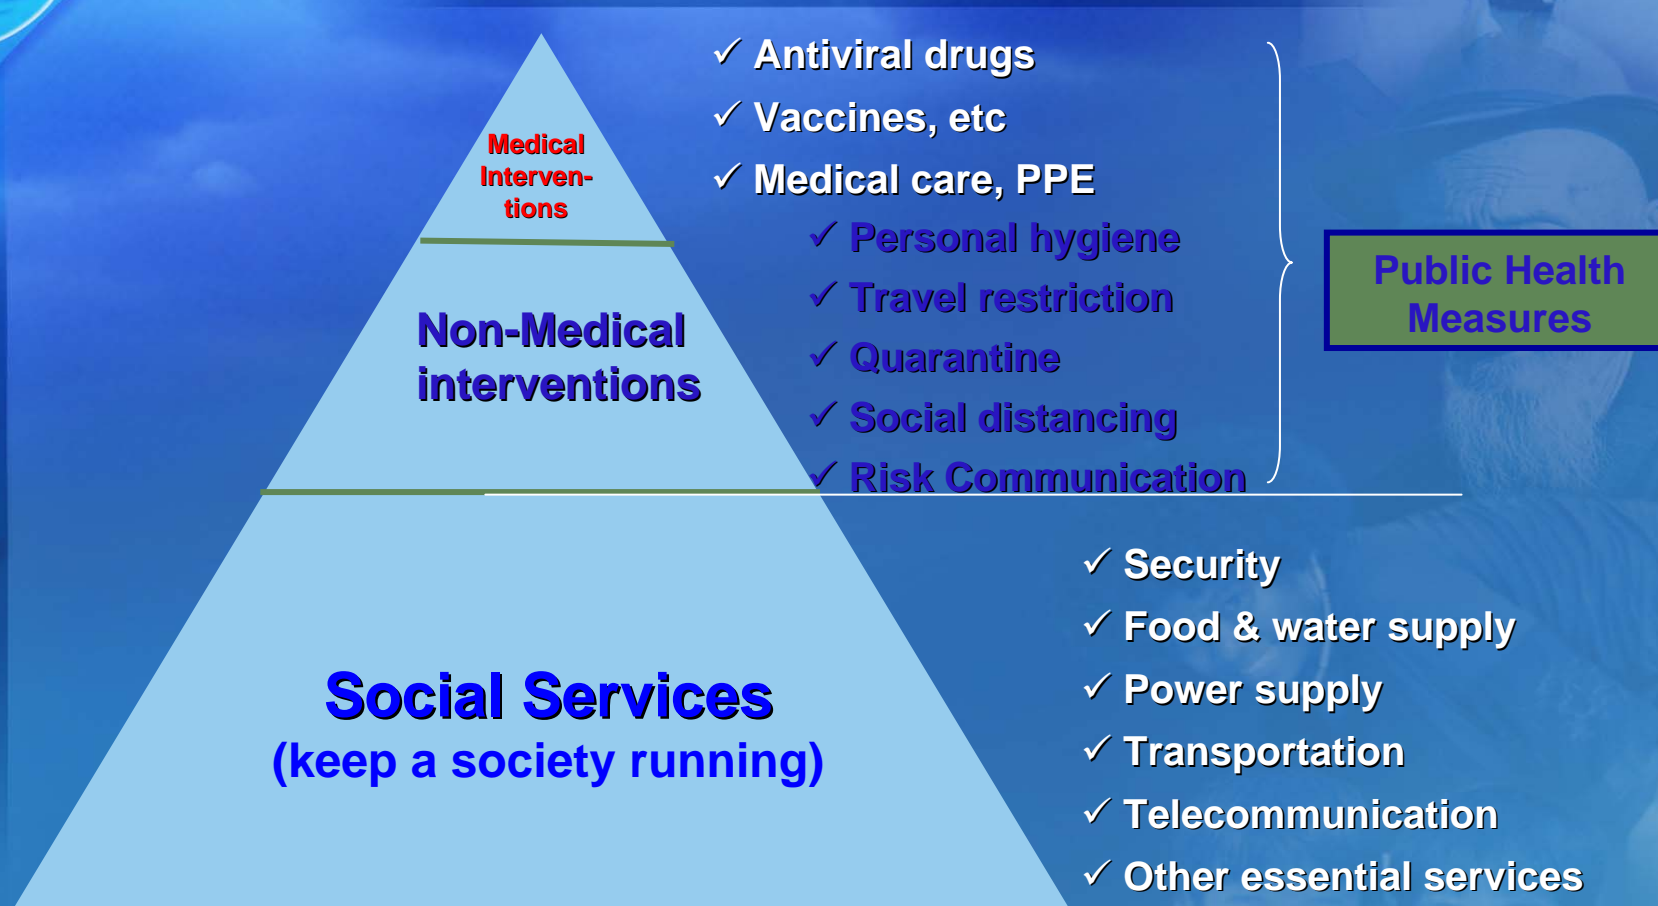 Medical
Interven-
tions
Non-Medical
interventions
Social Services
(keep a society running)
✓ Antiviral drugs
✓ Vaccines, etc
✓ Medical care, PPE
✓ Personal hygiene
✓ Travel restriction
✓ Quarantine
✓ Social distancing
✓ Risk Communication
Public Health
Measures
✓ Security
✓ Food & water supply
✓ Power supply
✓ Transportation
✓ Telecommunication
✓ Other essential services